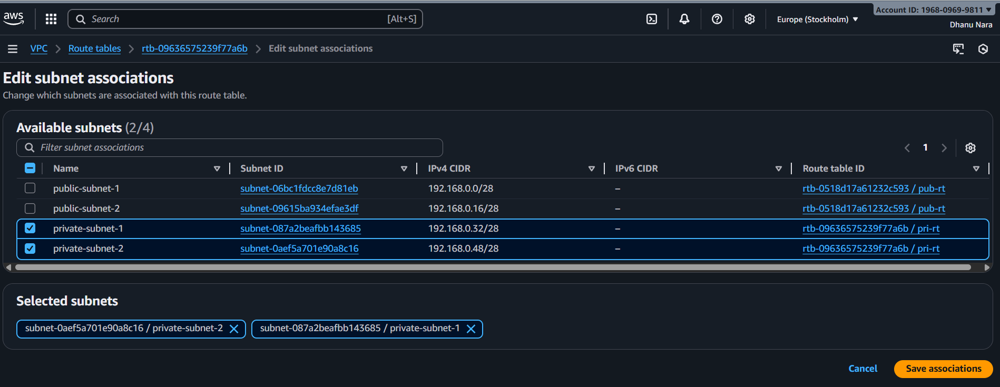 aws
Search [Alt+S]
Europe (Stockholm)
Account ID: 1968-0969-9811
Dhanu Nara
VPC Route tables rtb-09636575239f77a6b Edit subnet associations
Edit subnet associations
Change which subnets are associated with this route table.
Available subnets (2/4)
Filter subnet associations
1
Name Subnet ID IPv4 CIDR IPv6 CIDR Route table ID
public-subnet-1 subnet-06bc1fdcc8e7d81eb 192.168.0.0/28 – rtb-0518d17a61232c593 / pub-rt
public-subnet-2 subnet-09615ba934efae3df 192.168.0.16/28 – rtb-0518d17a61232c593 / pub-rt
private-subnet-1 subnet-087a2beafbb143685 192.168.0.32/28 – rtb-09636575239f77a6b / pri-rt
private-subnet-2 subnet-0aef5a701e90a8c16 192.168.0.48/28 – rtb-09636575239f77a6b / pri-rt
Selected subnets
subnet-0aef5a701e90a8c16 / private-subnet-2 subnet-087a2beafbb143685 / private-subnet-1
Cancel Save associations